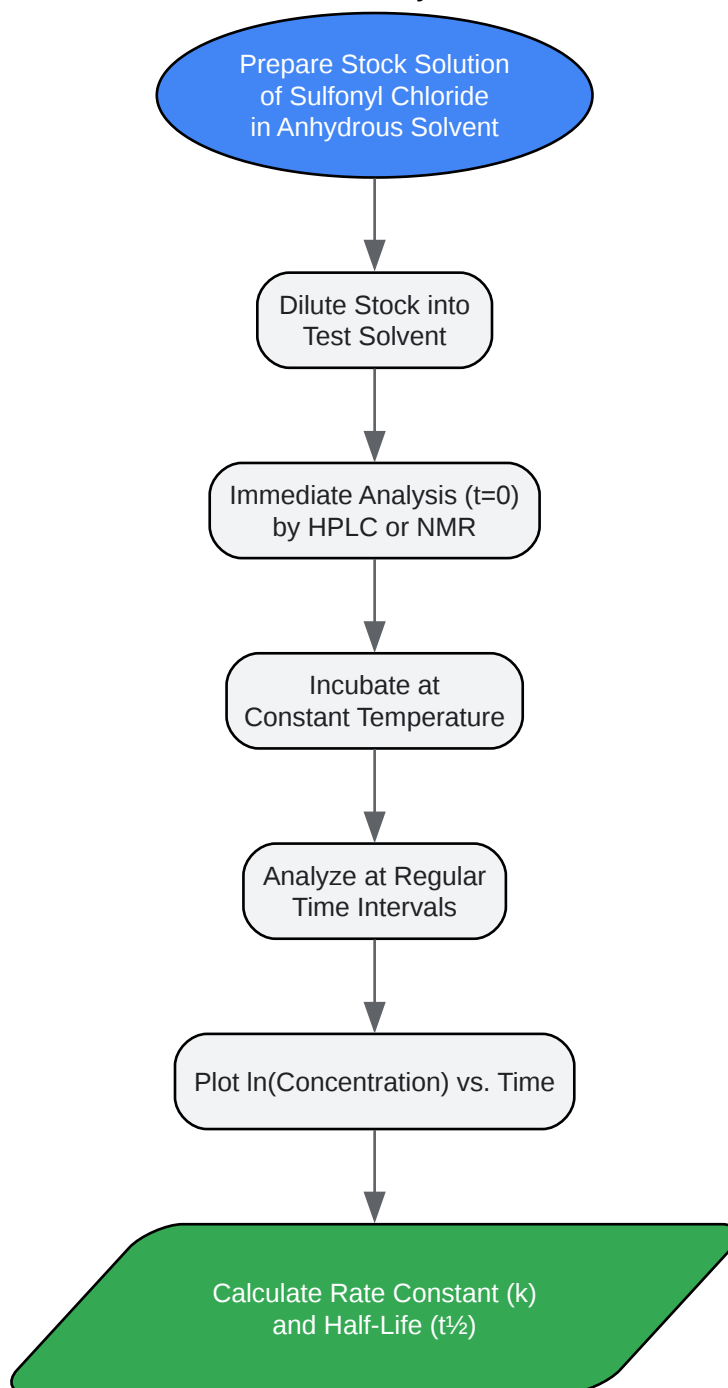 Prepare Stock Solution
of Sulfonyl Chloride
in Anhydrous Solvent
Dilute Stock into
Test Solvent
Immediate Analysis (t=0)
by HPLC or NMR
Incubate at
Constant Temperature
Analyze at Regular
Time Intervals
Plot ln(Concentration) vs. Time
Calculate Rate Constant (k)
and Half-Life (t½)